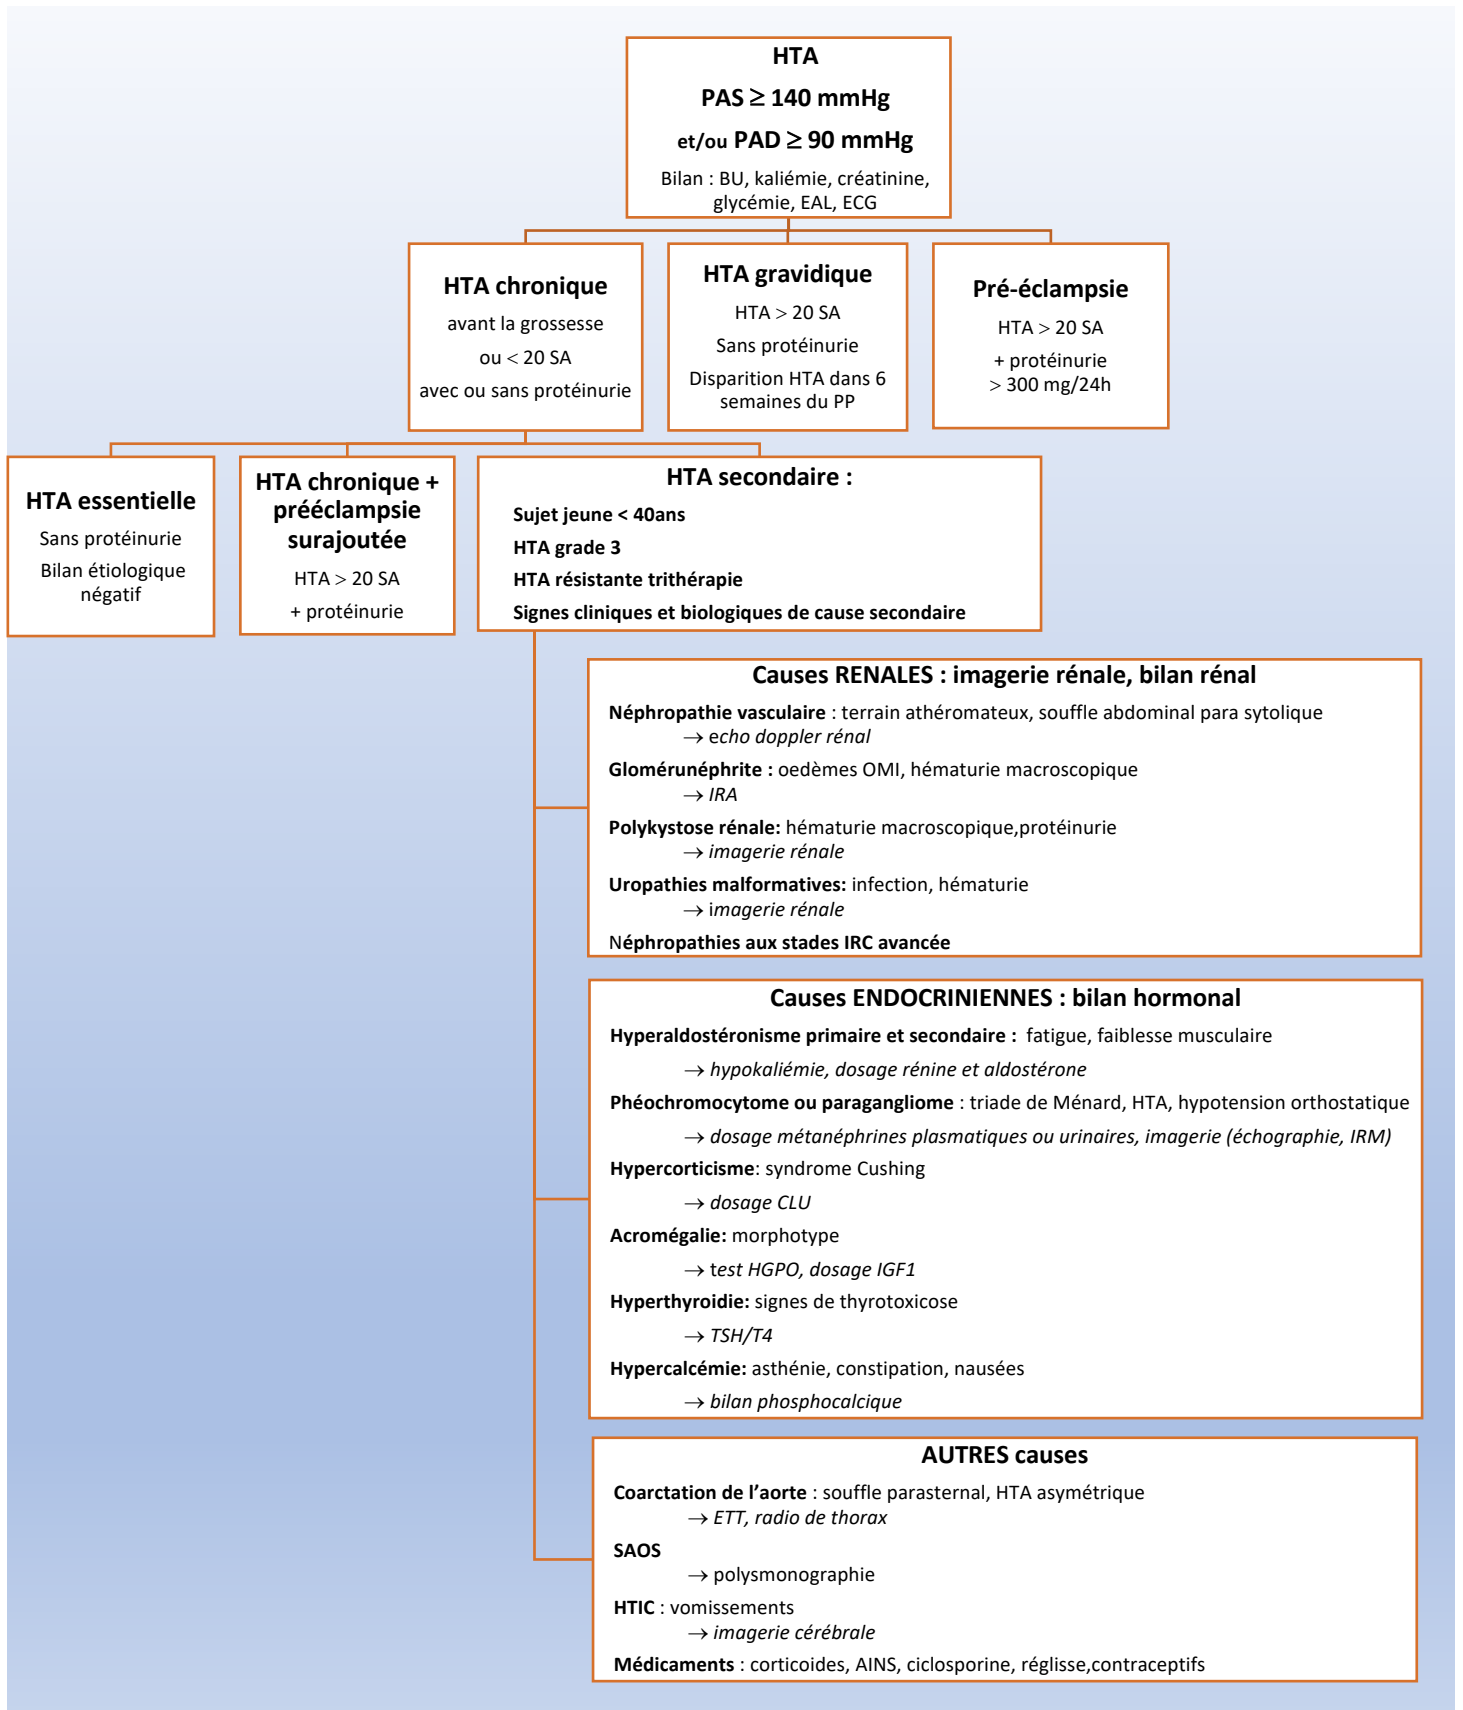 HTA
PAS ≥ 140 mmHg
et/ou PAD ≥ 90 mmHg
Bilan : BU, kaliémie, créatinine,
glycémie, EAL, ECG
HTA chronique
avant la grossesse
ou < 20 SA
avec ou sans protéinurie
HTA gravidique
HTA > 20 SA
Sans protéinurie
Disparition HTA dans 6
semaines du PP
Pré-éclampsie
HTA > 20 SA
+ protéinurie
> 300 mg/24h
HTA essentielle
Sans protéinurie
Bilan étiologique
négatif
HTA chronique +
prééclampsie
surajoutée
HTA > 20 SA
+ protéinurie
HTA secondaire :
Sujet jeune < 40ans
HTA grade 3
HTA résistante trithérapie
Signes cliniques et biologiques de cause secondaire
Causes RENALES : imagerie rénale, bilan rénal
Néphropathie vasculaire : terrain athéromateux, souffle abdominal para sytolique
→ echo doppler rénal
Glomérunéphrite : oedèmes OMI, hématurie macroscopique
→ IRA
Polykystose rénale: hématurie macroscopique,protéinurie
→ imagerie rénale
Uropathies malformatives: infection, hématurie
→ imagerie rénale
Néphropathies aux stades IRC avancée
Causes ENDOCRINIENNES : bilan hormonal
Hyperaldostéronisme primaire et secondaire : fatigue, faiblesse musculaire
→ hypokaliémie, dosage rénine et aldostérone
Phéochromocytome ou paragangliome : triade de Ménard, HTA, hypotension orthostatique
→ dosage métanéphrines plasmatiques ou urinaires, imagerie (échographie, IRM)
Hypercorticisme: syndrome Cushing
→ dosage CLU
Acromégalie: morphotype
→ test HGPO, dosage IGF1
Hyperthyroidie: signes de thyrotoxicose
→ TSH/T4
Hypercalcémie: asthénie, constipation, nausées
→ bilan phosphocalcique
AUTRES causes
Coarctation de l’aorte : souffle parasternal, HTA asymétrique
→ ETT, radio de thorax
SAOS
→ polysmonographie
HTIC : vomissements
→ imagerie cérébrale
Médicaments : corticoides, AINS, ciclosporine, réglisse,contraceptifs